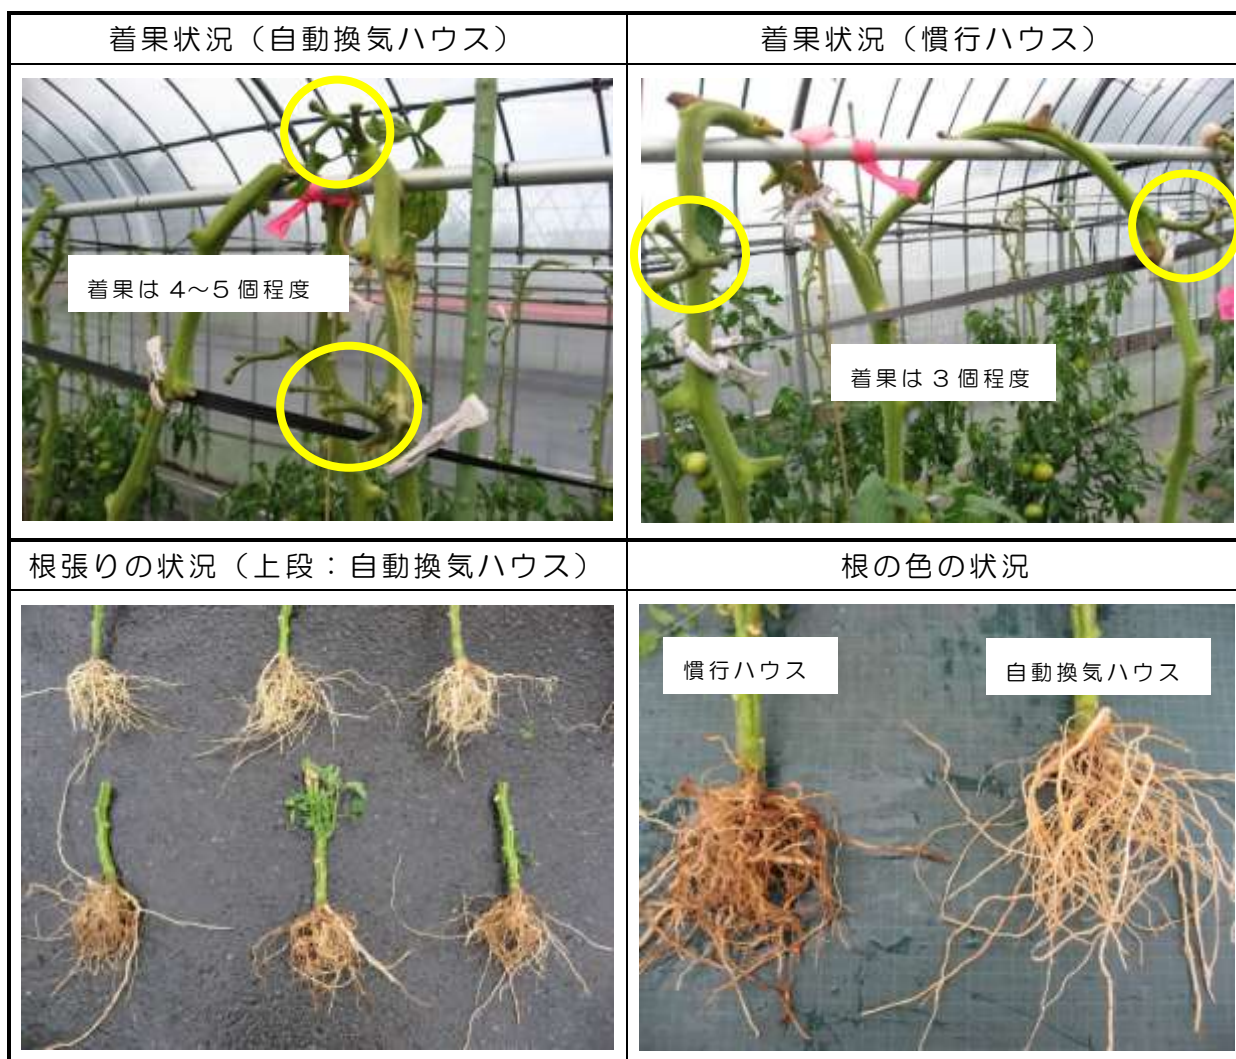 着果状況（自動換気ハウス）
着果状況（慣行ハウス）
着果は 4～5 個程度
着果は 3 個程度
根張りの状況（上段：自動換気ハウス）
根の色の状況
慣行ハウス
自動換気ハウス